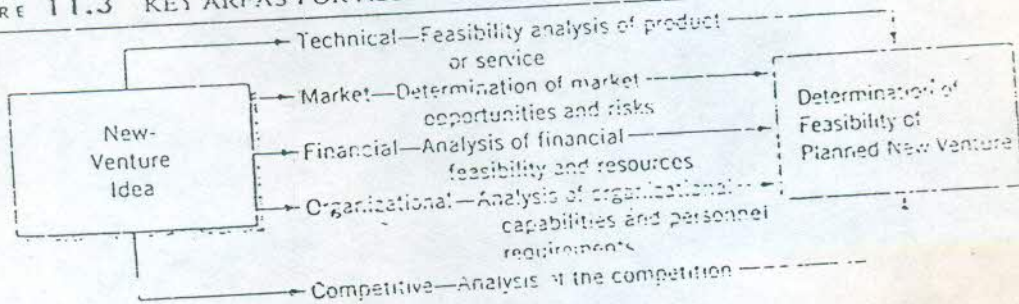 RE 11.3 KEY AREAS FOR
Technical—Feasibility analysis of product
or service
Market—Determination of market
opportunities and risks
Financial—Analysis of financial
feasibility and resources
Organizational—Analysis of organizational
capabilities and personnel
requirements
Competitive—Analysis of the competition
New-
Venture
Idea
Determination of
Feasibility of
Planned New Venture